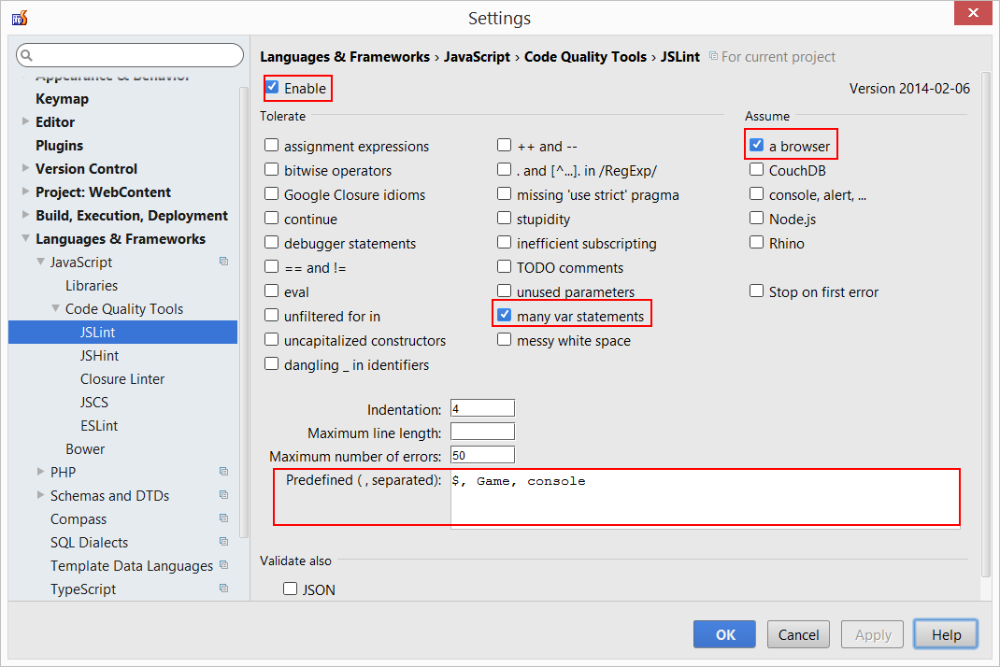 Settings
Appearance & Behavior
Keymap
Editor
Plugins
Version Control
Project: WebContent
Build, Execution, Deployment
Languages & Frameworks
JavaScript
Libraries
Code Quality Tools
JSLint
JSHint
Closure Linter
JSCS
ESLint
Bower
PHP
Schemas and DTDs
Compass
SQL Dialects
Template Data Languages
TypeScript
Languages & Frameworks › JavaScript › Code Quality Tools › JSLint For current project
Enable
Version 2014-02-06
Tolerate
assignment expressions
bitwise operators
Google Closure idioms
continue
debugger statements
== and !=
eval
unfiltered for in
uncapitalized constructors
dangling _ in identifiers
++ and --
. and [^...]. in /RegExp/
missing 'use strict' pragma
stupidity
inefficient subscripting
TODO comments
unused parameters
many var statements
messy white space
Assume
a browser
CouchDB
console, alert, ...
Node.js
Rhino
Stop on first error
Indentation: 4
Maximum line length:
Maximum number of errors: 50
Predefined ( , separated): $, Game, console
Validate also
JSON
OK
Cancel
Apply
Help